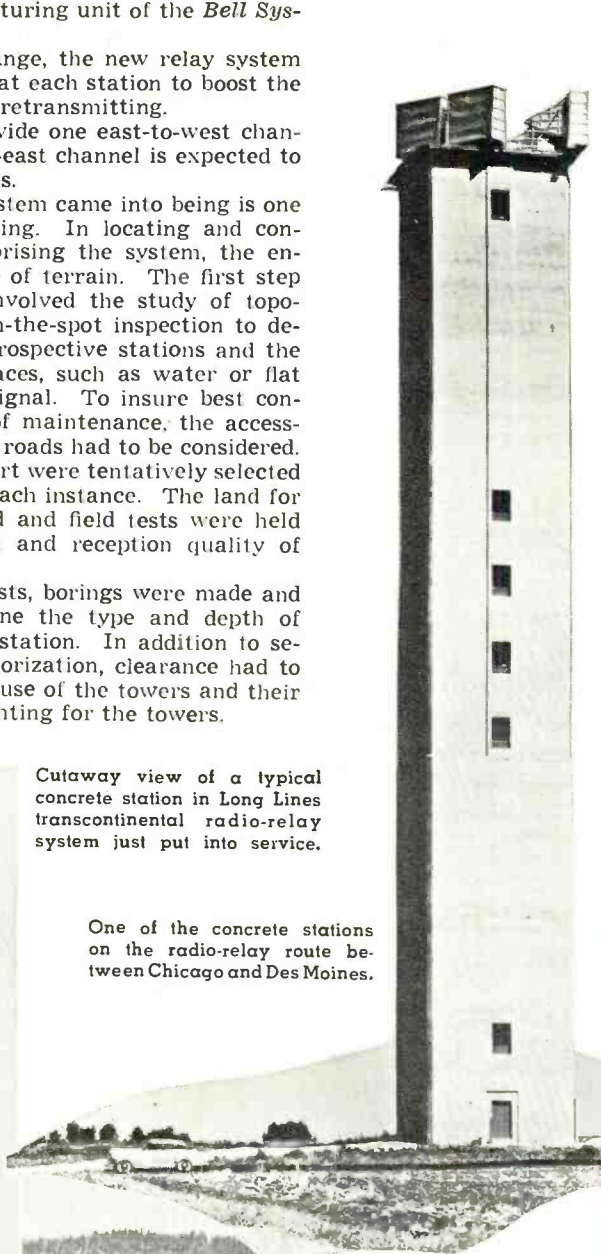 turing unit of the Bell Sys-
nge, the new relay system
at each station to boost the
retransmitting.
vide one east-to-west chan-
-east channel is expected to
s.
stem came into being is one
ing. In locating and con-
prising the system, the en-
of terrain. The first step
nvolved the study of topo-
n-the-spot inspection to de-
rospective stations and the
aces, such as water or flat
ignal. To insure best con-
of maintenance, the access-
roads had to be considered.
rt were tentatively selected
ach instance. The land for
d and field tests were held
and reception quality of
sts, borings were made and
ne the type and depth of
station. In addition to se-
orization, clearance had to
use of the towers and their
nting for the towers.
Cutaway view of a typical
concrete station in Long Lines
transcontinental radio-relay
system just put into service.
One of the concrete stations
on the radio-relay route be-
tween Chicago and Des Moines.